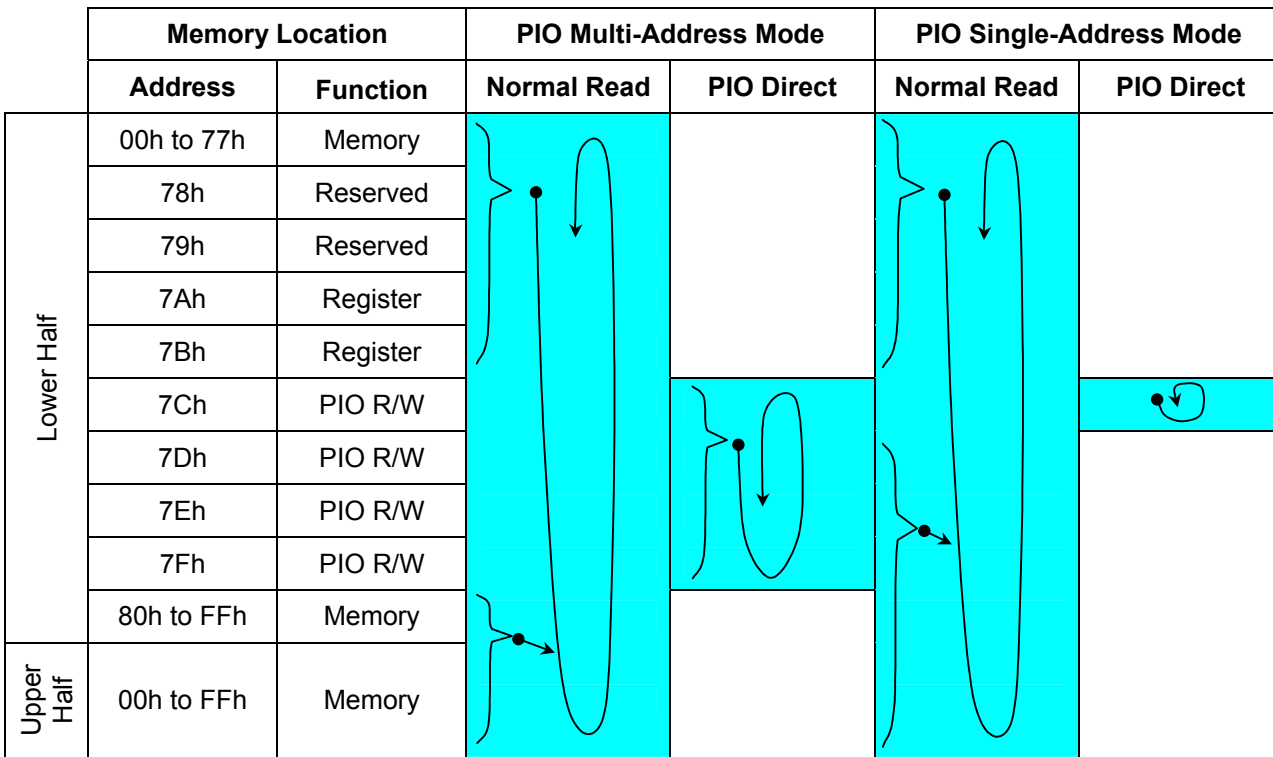 Memory Location PIO Multi-Address Mode PIO Single-Address Mode
Address Function Normal Read PIO Direct Normal Read PIO Direct
Lower Half
00h to 77h Memory
78h Reserved
79h Reserved
7Ah Register
7Bh Register
7Ch PIO R/W
7Dh PIO R/W
7Eh PIO R/W
7Fh PIO R/W
80h to FFh Memory
Upper
Half
00h to FFh Memory